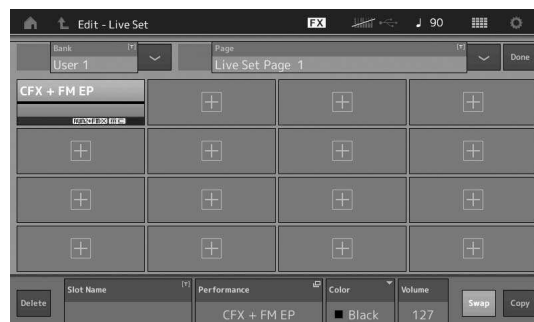 Edit - Live Set
FX
90
Bank
[T]
User 1
Page
[T]
Live Set Page 1
Done
CFX + FM EP
Delete
Slot Name
[T]
Performance
CFX + FM EP
Color
Black
Volume
127
Swap
Copy